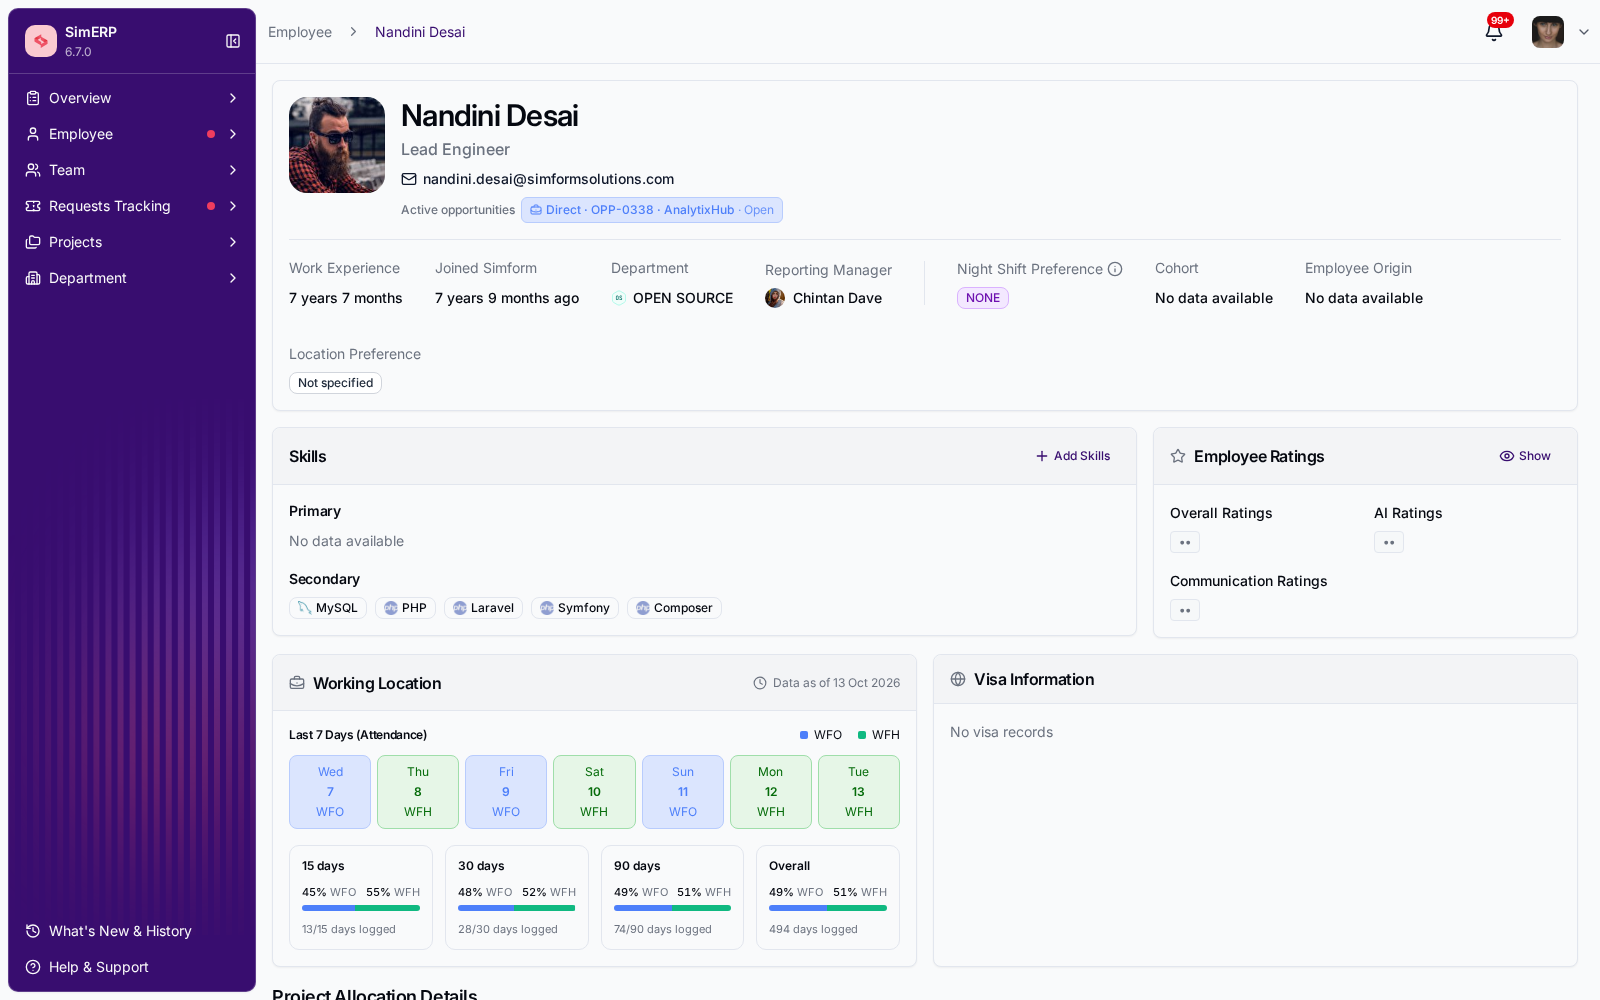 SimERP
6.7.0
Overview
Employee
Team
Requests Tracking
Projects
Department
What's New & History
Help & Support
Employee
Nandini Desai
99+
Nandini Desai
Lead Engineer
nandini.desai@simformsolutions.com
Active opportunities
Direct · OPP-0338 · AnalytixHub · Open
Work Experience
7 years 7 months
Joined Simform
7 years 9 months ago
Department
OS OPEN SOURCE
Reporting Manager
Chintan Dave
Night Shift Preference
NONE
Cohort
No data available
Employee Origin
No data available
Location Preference
Not specified
Skills
Add Skills
Primary
No data available
Secondary
MySQL
php PHP
php Laravel
php Symfony
php Composer
Employee Ratings
Show
Overall Ratings
••
AI Ratings
••
Communication Ratings
••
Working Location
Data as of 13 Oct 2026
Last 7 Days (Attendance)
WFO
WFH
Wed
7
WFO
Thu
8
WFH
Fri
9
WFO
Sat
10
WFH
Sun
11
WFO
Mon
12
WFH
Tue
13
WFH
15 days
45% WFO 55% WFH
13/15 days logged
30 days
48% WFO 52% WFH
28/30 days logged
90 days
49% WFO 51% WFH
74/90 days logged
Overall
49% WFO 51% WFH
494 days logged
Visa Information
No visa records
Project Allocation Details